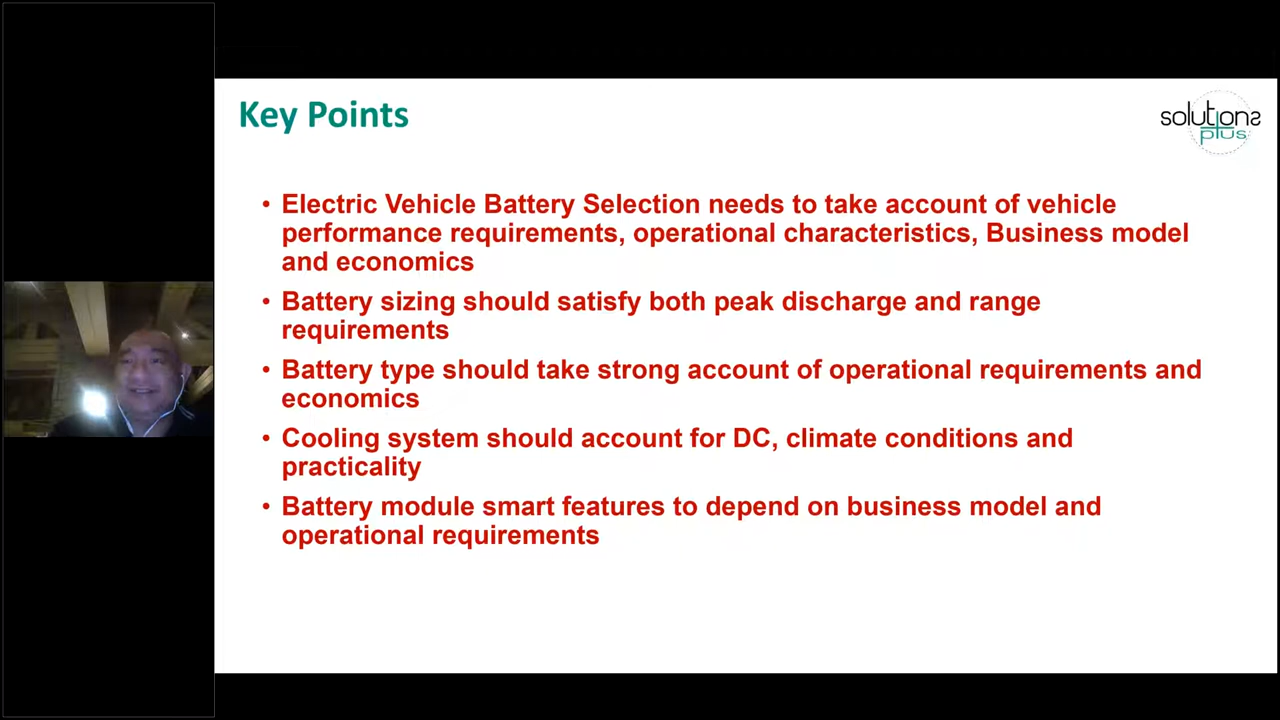 Key Points
solutions
plus
• Electric Vehicle Battery Selection needs to take account of vehicle
performance requirements, operational characteristics, Business model
and economics
• Battery sizing should satisfy both peak discharge and range
requirements
• Battery type should take strong account of operational requirements and
economics
• Cooling system should account for DC, climate conditions and
practicality
• Battery module smart features to depend on business model and
operational requirements